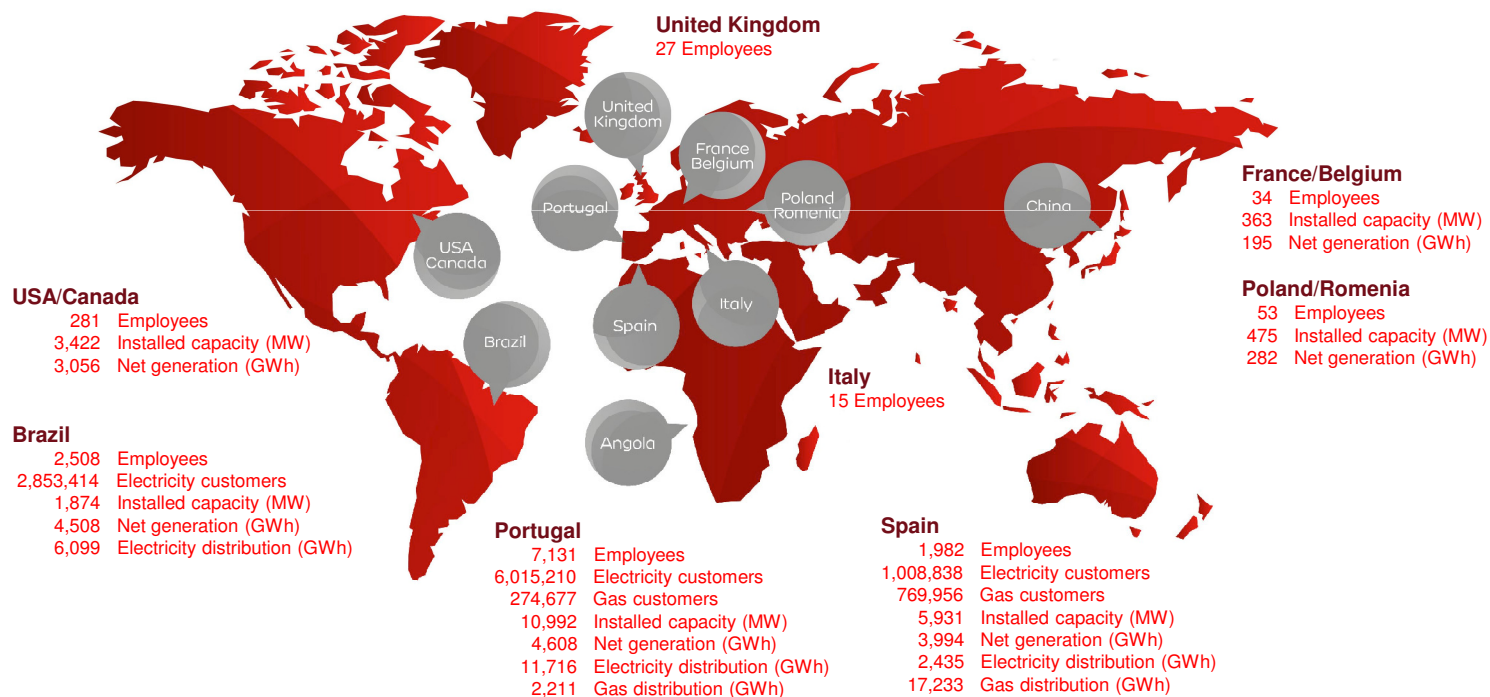 United Kingdom
27 Employees
United
Kingdom
France
Belgium
Portugal
Poland
Romenia
China
USA
Canada
Spain
Italy
Brazil
Angola
France/Belgium
34 Employees
363 Installed capacity (MW)
195 Net generation (GWh)
Poland/Romenia
53 Employees
475 Installed capacity (MW)
282 Net generation (GWh)
USA/Canada
281 Employees
3,422 Installed capacity (MW)
3,056 Net generation (GWh)
Italy
15 Employees
Brazil
2,508 Employees
2,853,414 Electricity customers
1,874 Installed capacity (MW)
4,508 Net generation (GWh)
6,099 Electricity distribution (GWh)
Portugal
7,131 Employees
6,015,210 Electricity customers
274,677 Gas customers
10,992 Installed capacity (MW)
4,608 Net generation (GWh)
11,716 Electricity distribution (GWh)
2,211 Gas distribution (GWh)
Spain
1,982 Employees
1,008,838 Electricity customers
769,956 Gas customers
5,931 Installed capacity (MW)
3,994 Net generation (GWh)
2,435 Electricity distribution (GWh)
17,233 Gas distribution (GWh)